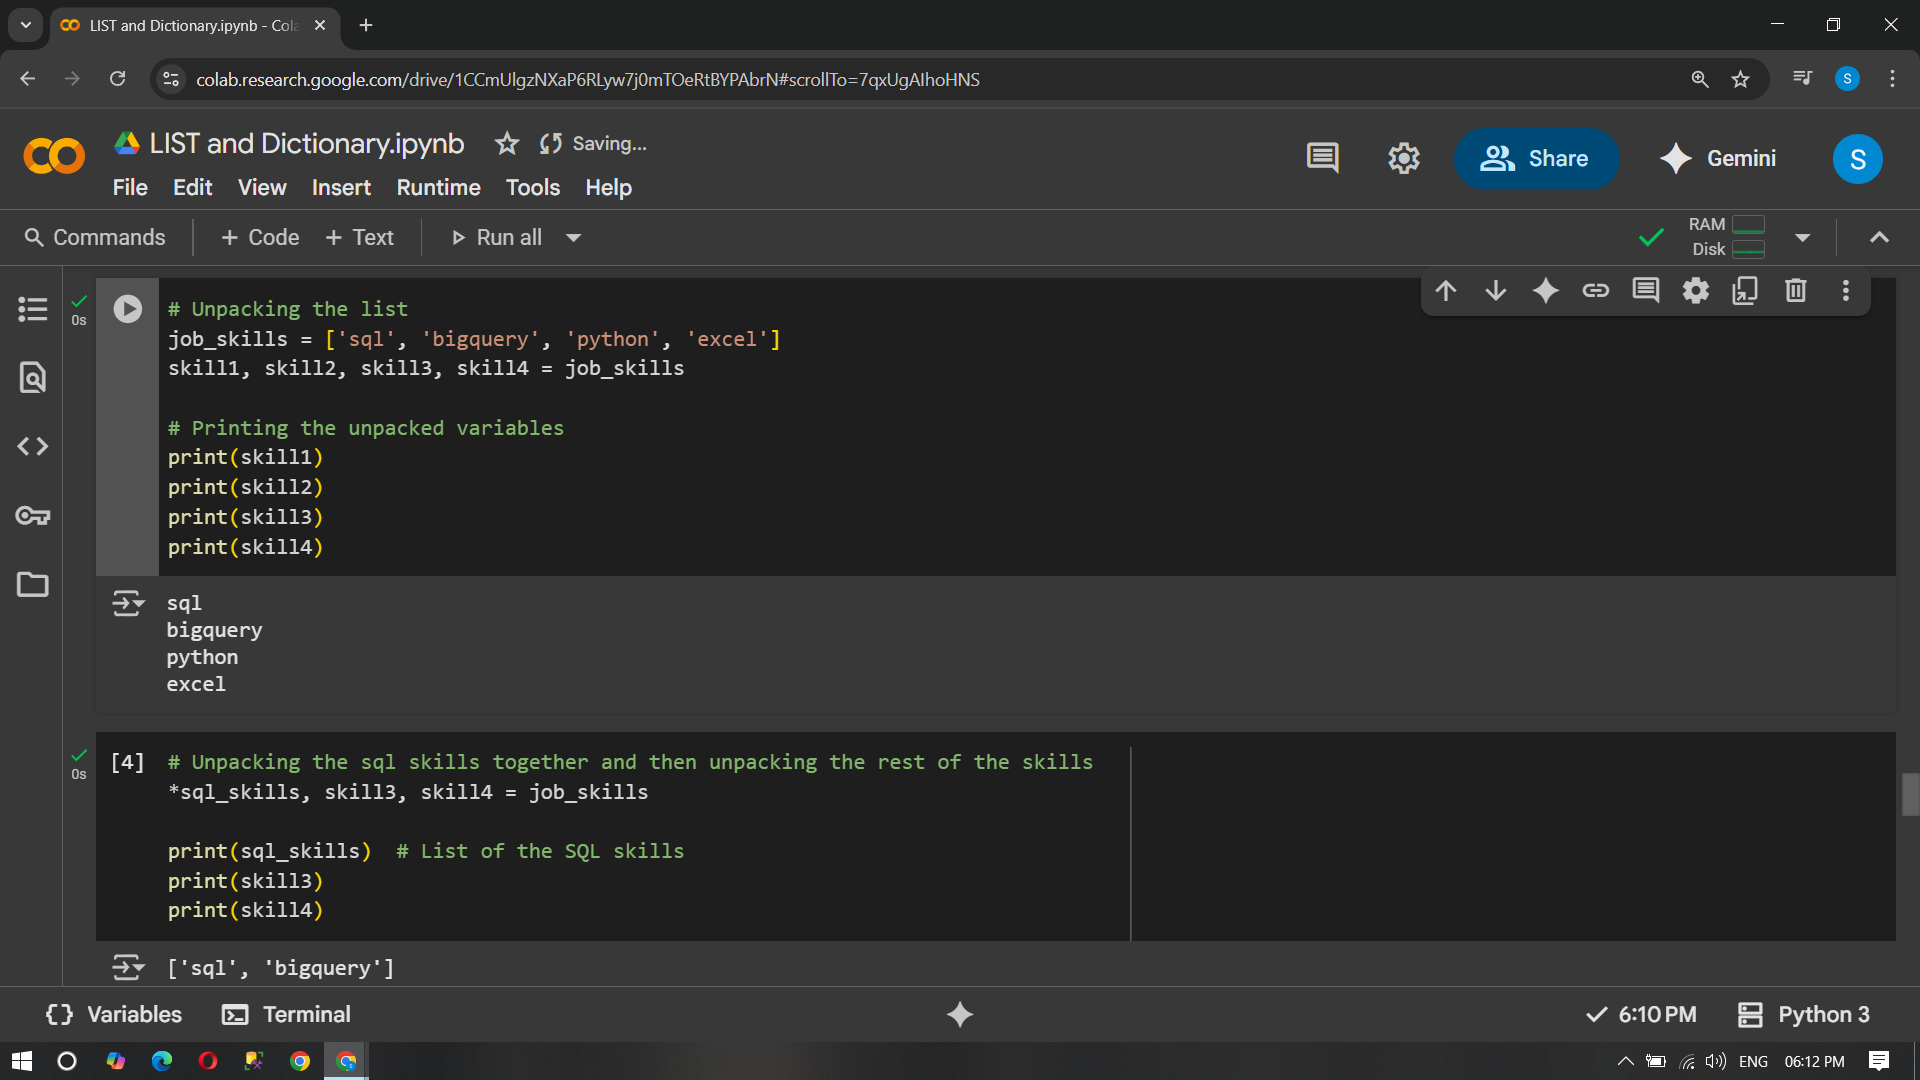 LIST and Dictionary.ipynb - Cola
colab.research.google.com/drive/1CCmUlgzNXaP6RLyw7j0mTOeRtBYPAbrN#scrollTo=7qxUgAIhoHNS
S
LIST and Dictionary.ipynb
Saving...
File Edit View Insert Runtime Tools Help
Share
Gemini
S
Commands
+ Code + Text
Run all
RAM
Disk
0s
# Unpacking the list
job_skills = ['sql', 'bigquery', 'python', 'excel']
skill1, skill2, skill3, skill4 = job_skills
# Printing the unpacked variables
print(skill1)
print(skill2)
print(skill3)
print(skill4)
sql
bigquery
python
excel
0s
[4] # Unpacking the sql skills together and then unpacking the rest of the skills
*sql_skills, skill3, skill4 = job_skills
print(sql_skills)  # List of the SQL skills
print(skill3)
print(skill4)
['sql', 'bigquery']
{} Variables
Terminal
6:10 PM
Python 3
ENG
06:12 PM